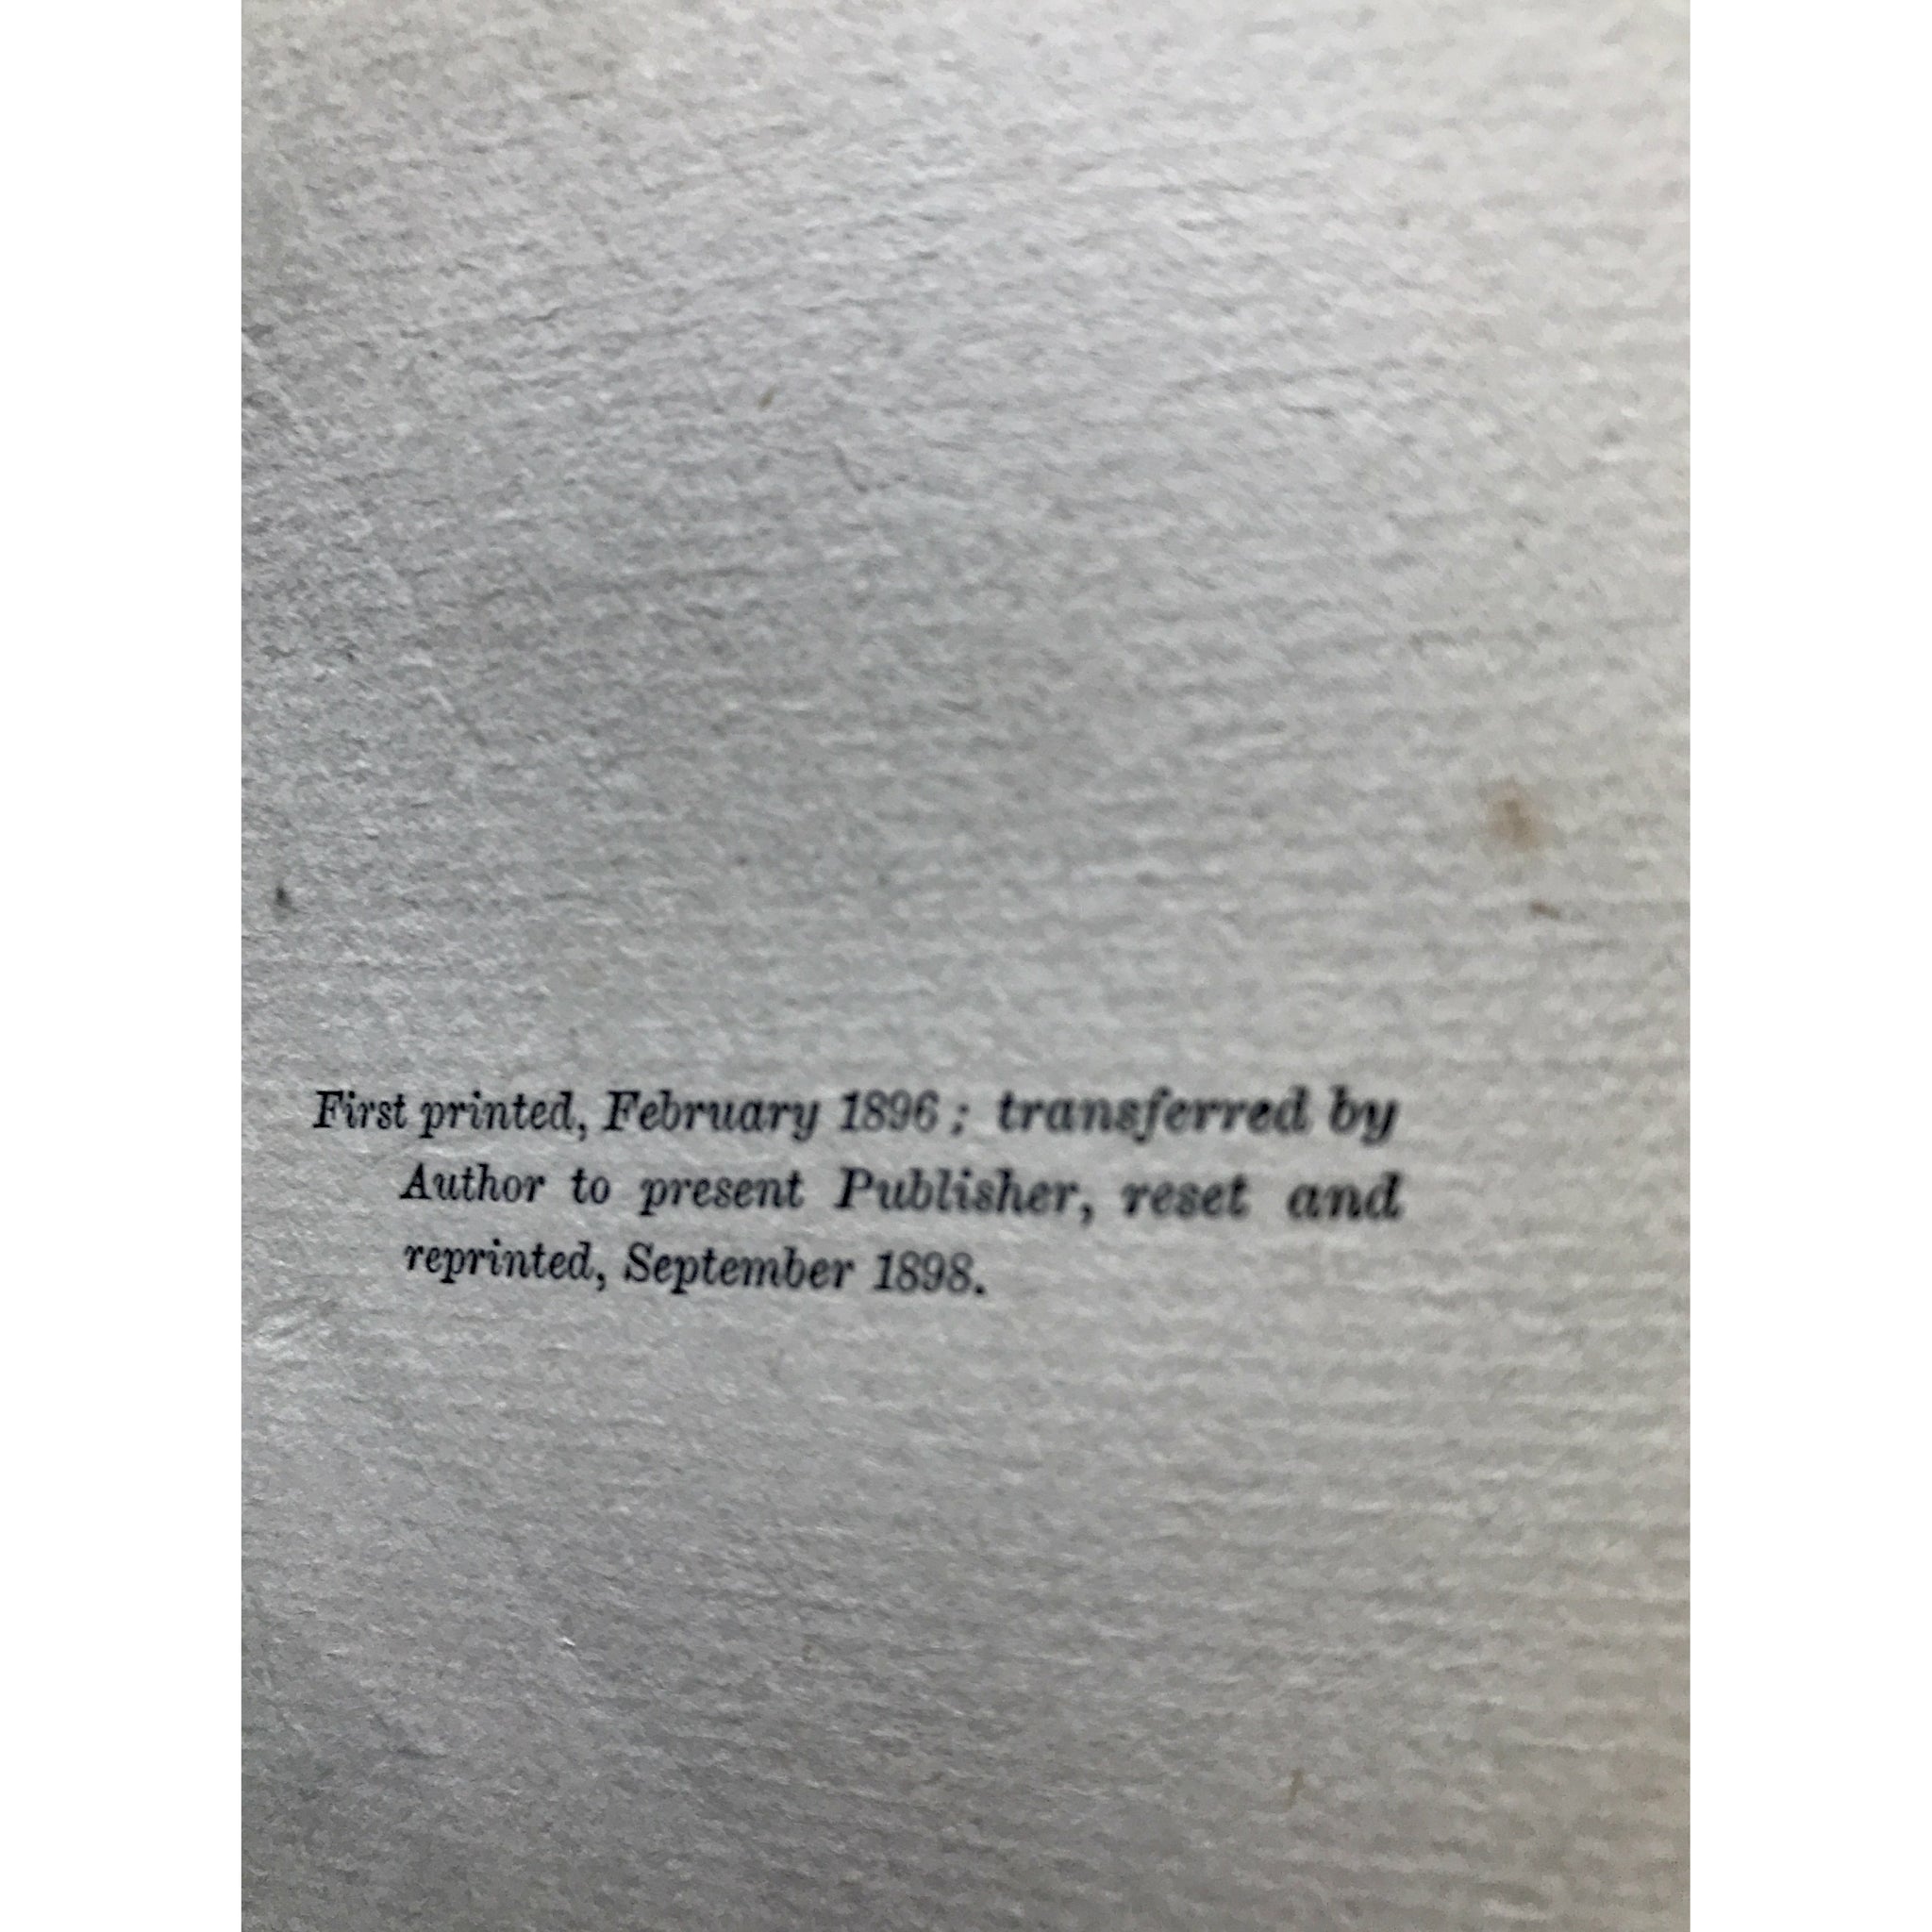 First printed, February 1896; transferred by
Author to present Publisher, reset and
reprinted, September 1898.